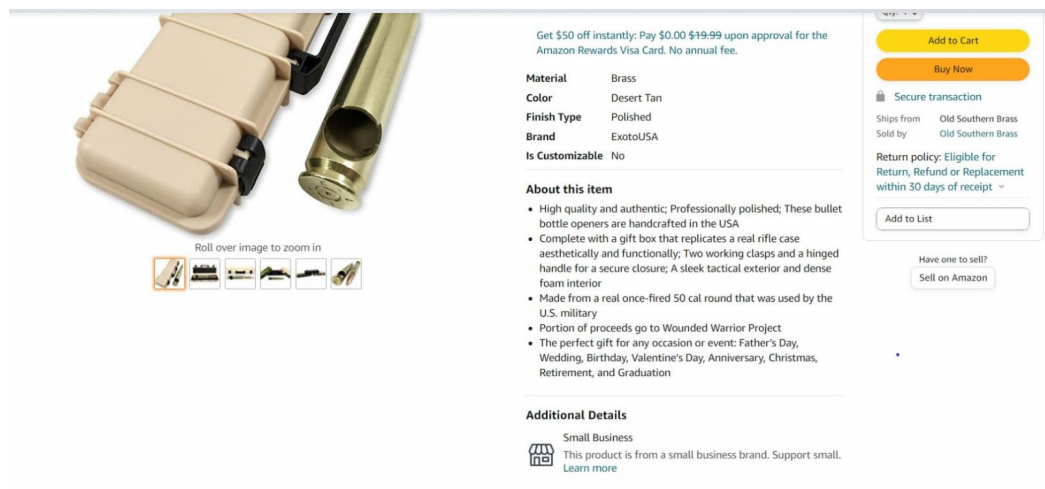 Get $50 off instantly: Pay $0.00 $19.99 upon approval for the
Amazon Rewards Visa Card. No annual fee.
Material Brass
Color Desert Tan
Finish Type Polished
Brand ExotoUSA
Is Customizable No
About this item
• High quality and authentic; Professionally polished; These bullet
bottle openers are handcrafted in the USA
• Complete with a gift box that replicates a real rifle case
aesthetically and functionally; Two working clasps and a hinged
handle for a secure closure; A sleek tactical exterior and dense
foam interior
• Made from a real once-fired 50 cal round that was used by the
U.S. military
• Portion of proceeds go to Wounded Warrior Project
• The perfect gift for any occasion or event: Father's Day,
Wedding, Birthday, Valentine's Day, Anniversary, Christmas,
Retirement, and Graduation
Additional Details
Small Business
This product is from a small business brand. Support small.
Learn more
Roll over image to zoom in
Add to Cart
Buy Now
Secure transaction
Ships from Old Southern Brass
Sold by Old Southern Brass
Return policy: Eligible for
Return, Refund or Replacement
within 30 days of receipt
Add to List
Have one to sell?
Sell on Amazon